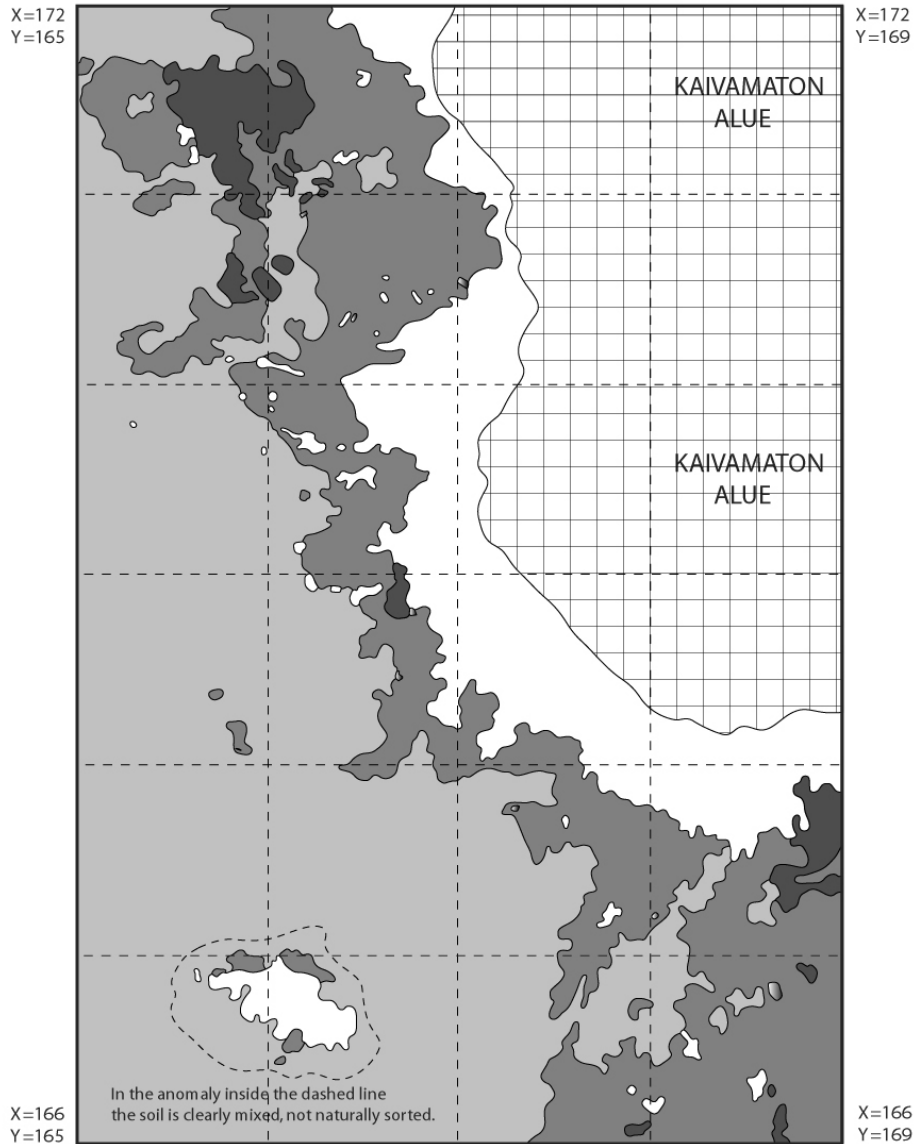 X=172
Y=165
X=172
Y=169
KAIVAMATON
ALUE
KAIVAMATON
ALUE
In the anomaly inside the dashed line
the soil is clearly mixed, not naturally sorted.
X=166
Y=165
X=166
Y=169